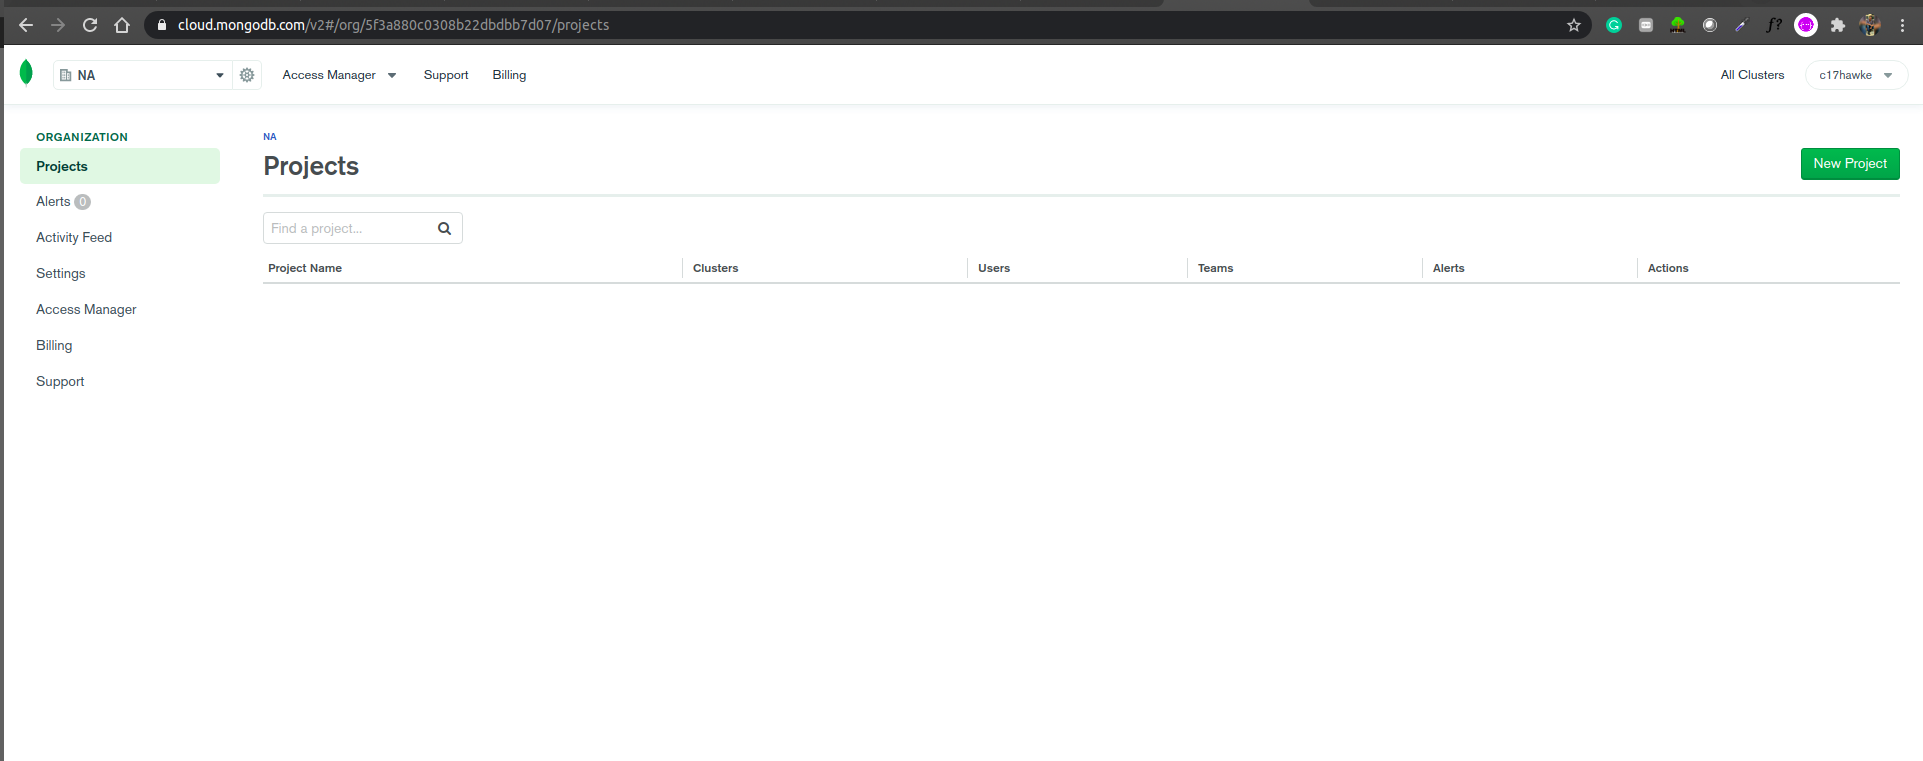 cloud.mongodb.com/v2#/org/5f3a880c0308b22dbdbb7d07/projects
NA Access Manager Support Billing All Clusters c17hawke
ORGANIZATION
Projects
Alerts 0
Activity Feed
Settings
Access Manager
Billing
Support
NA
Projects
New Project
Find a project...
Project Name Clusters Users Teams Alerts Actions